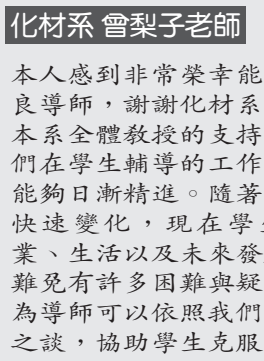 化材系 曾梨子老師
本人感到非常榮幸能
良導師，謝謝化材系
本系全體教授的支持
們在學生輔導的工作
能夠日漸精進。隨著
快速變化，現在學
業、生活以及未來發
難免有許多困難與疑
為導師可以依照我們
之談，協助學生克服